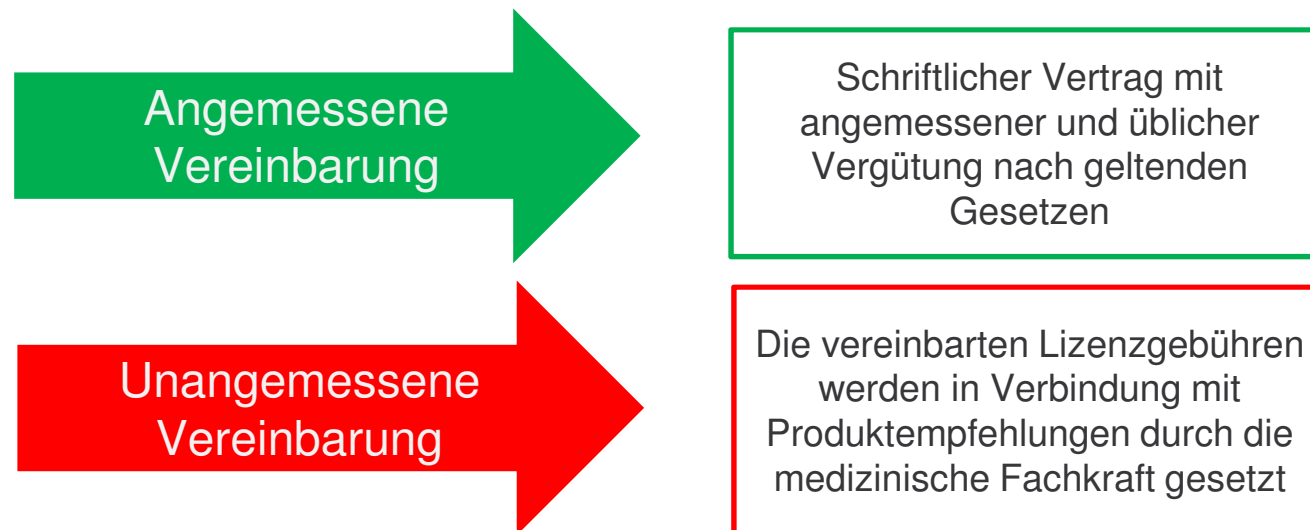 Angemessene
Vereinbarung
Schriftlicher Vertrag mit
angemessener und üblicher
Vergütung nach geltenden
Gesetzen
Unangemessene
Vereinbarung
Die vereinbarten Lizenzgebühren
werden in Verbindung mit
Produktempfehlungen durch die
medizinische Fachkraft gesetzt